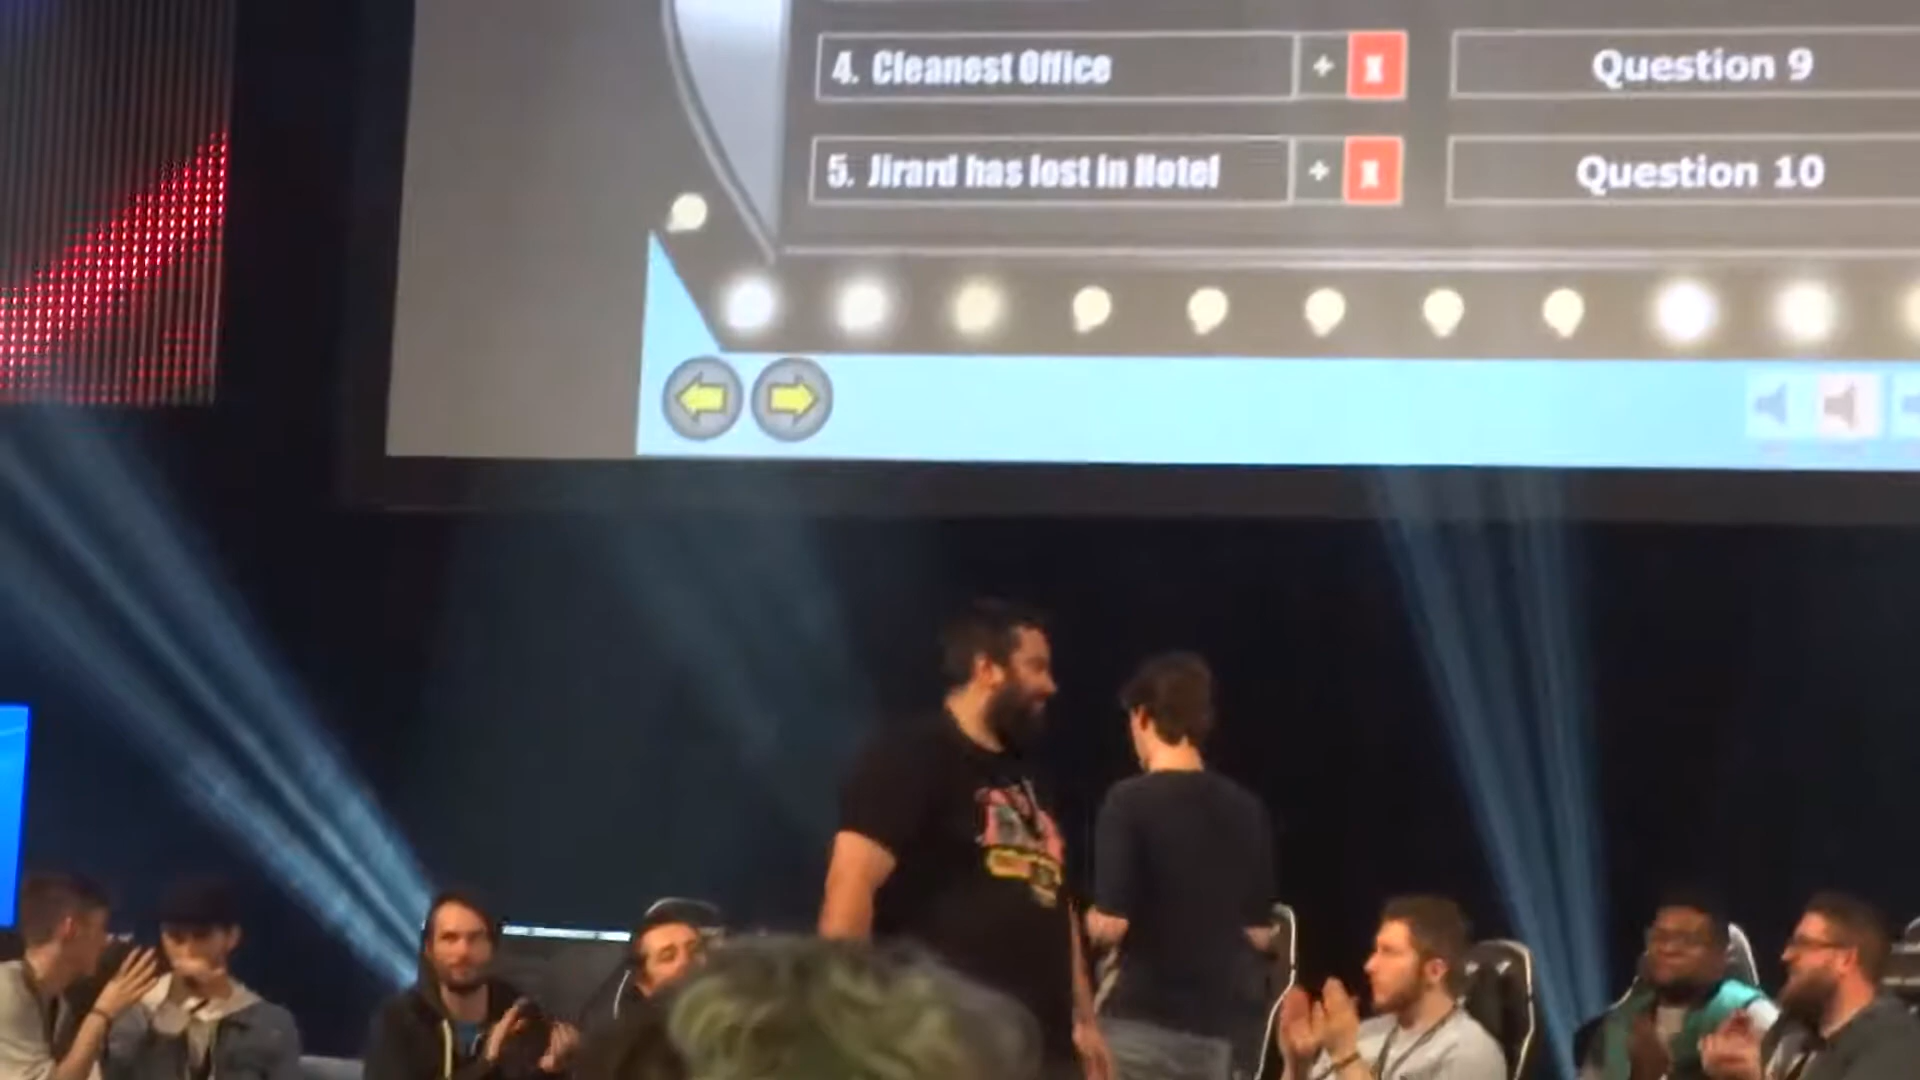 4. Cleanest Office + X Question 9
5. Jirard has lost in Hotel + X Question 10